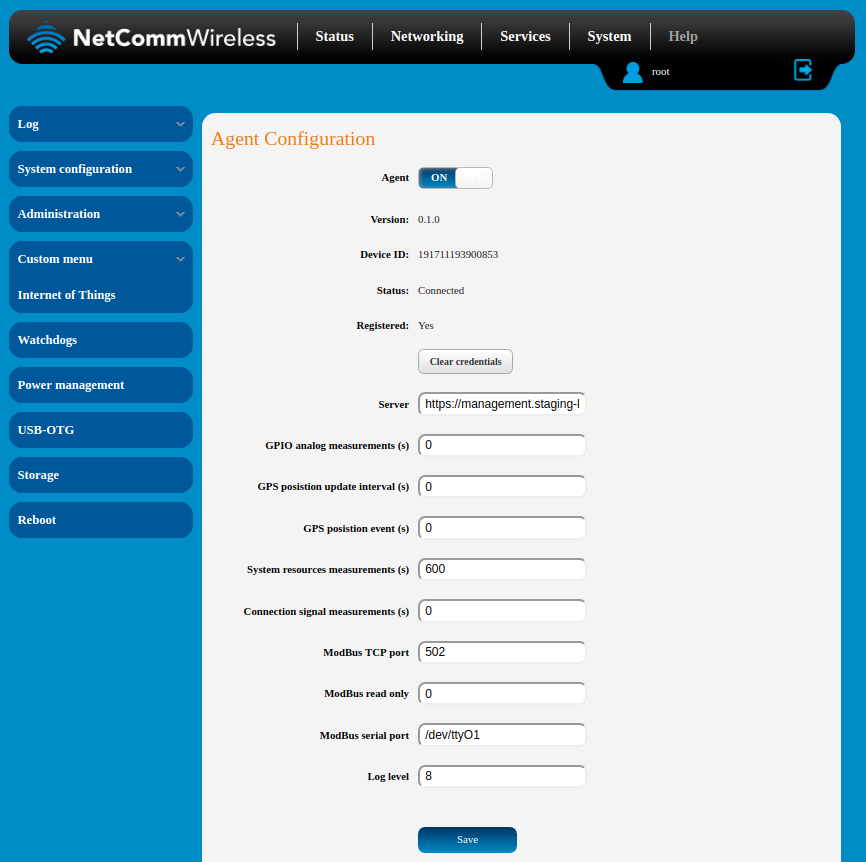 NetCommWireless
Status
Networking
Services
System
Help
root
Log
System configuration
Administration
Custom menu
Internet of Things
Watchdogs
Power management
USB-OTG
Storage
Reboot
Agent Configuration
Agent ON
Version: 0.1.0
Device ID: 191711193900853
Status: Connected
Registered: Yes
Clear credentials
Server https://management.staging-
GPIO analog measurements (s) 0
GPS posistion update interval (s) 0
GPS posistion event (s) 0
System resources measurements (s) 600
Connection signal measurements (s) 0
ModBus TCP port 502
ModBus read only 0
ModBus serial port /dev/ttyO1
Log level 8
Save